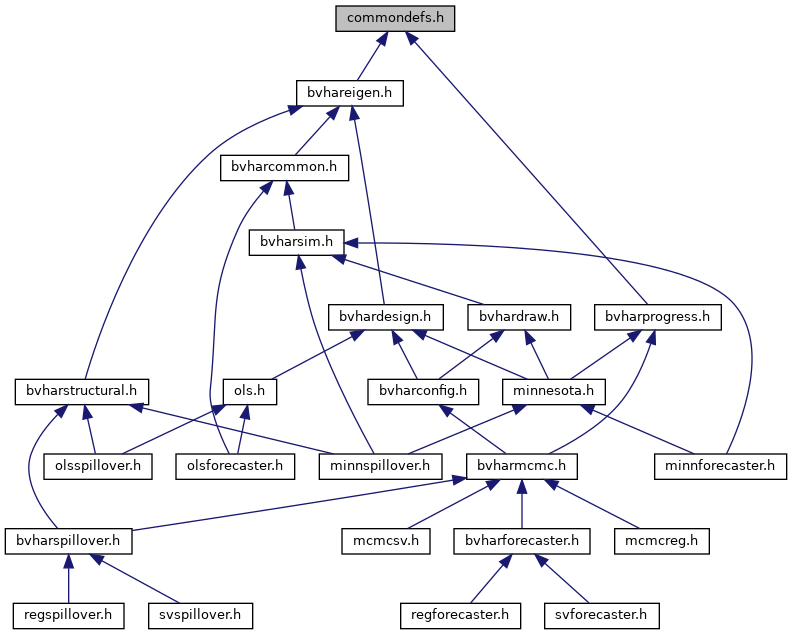 commondefs.h
bvhareigen.h
bvharcommon.h
bvharsim.h
bvhardesign.h
bvhardraw.h
bvharprogress.h
bvharstructural.h
ols.h
bvharconfig.h
minnesota.h
olsspillover.h
olsforecaster.h
minnspillover.h
bvharmcmc.h
minnforecaster.h
bvharspillover.h
mcmcsv.h
bvharforecaster.h
mcmcreg.h
regspillover.h
svspillover.h
regforecaster.h
svforecaster.h